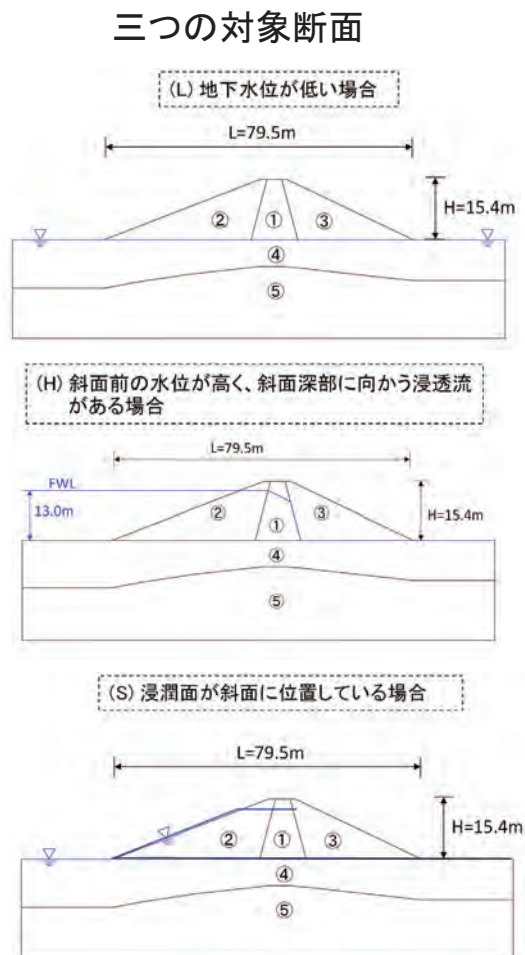 三つの対象断面
(L) 地下水位が低い場合
L=79.5m
H=15.4m
② ① ③
④
⑤
(H) 斜面前の水位が高く、斜面深部に向かう浸透流
がある場合
L=79.5m
FWL
13.0m
H=15.4m
② ① ③
④
⑤
(S) 浸潤面が斜面に位置している場合
L=79.5m
H=15.4m
② ① ③
④
⑤